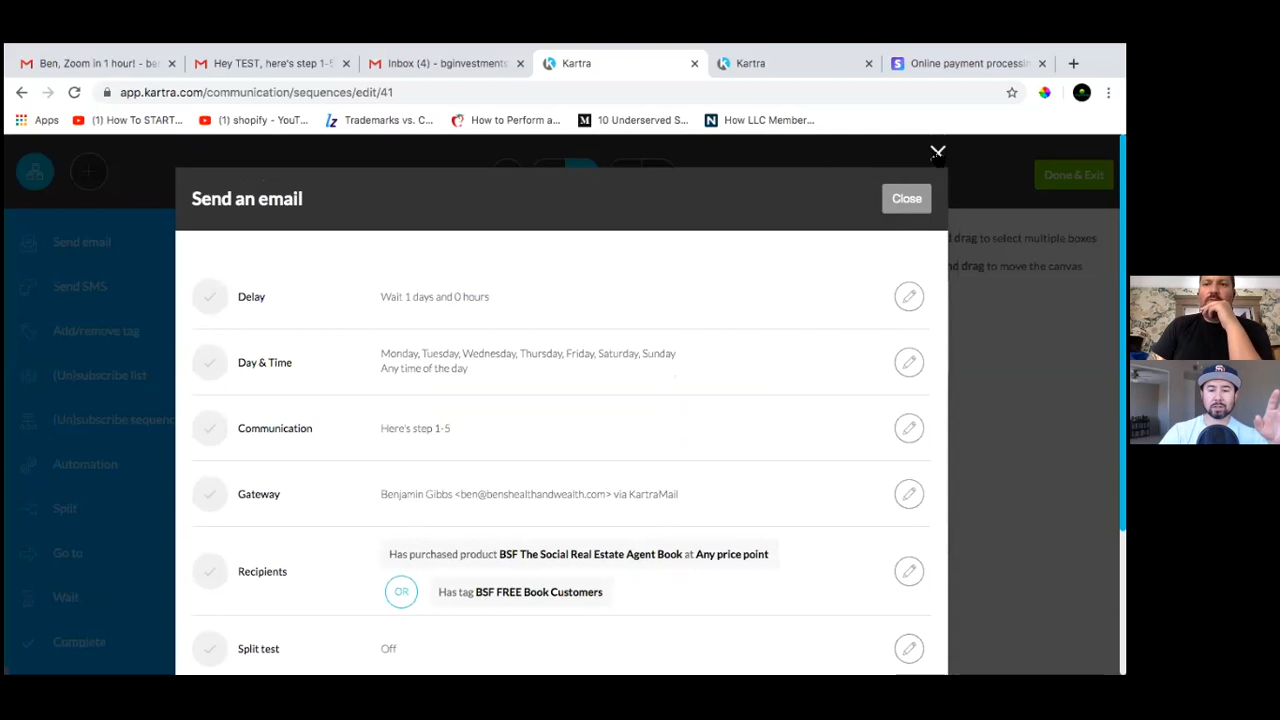 Ben, Zoom in 1 hour! - be
Hey TEST, here's step 1-5
Inbox (4) - bginvestments
Kartra
Kartra
Online payment processin
app.kartra.com/communication/sequences/edit/41
Apps
(1) How To START...
(1) shopify - YouT...
Trademarks vs. C...
How to Perform a...
10 Underserved S...
How LLC Member...
Send an email
Close
Done & Exit
Send email
Send SMS
Add/remove tag
(Un)subscribe list
(Un)subscribe sequenc
Automation
Split
Go to
Wait
Complete
d drag to select multiple boxes
nd drag to move the canvas
Delay
Wait 1 days and 0 hours
Day & Time
Monday, Tuesday, Wednesday, Thursday, Friday, Saturday, Sunday
Any time of the day
Communication
Here's step 1-5
Gateway
Benjamin Gibbs <ben@benshealthandwealth.com> via KartraMail
Recipients
Has purchased product BSF The Social Real Estate Agent Book at Any price point
OR
Has tag BSF FREE Book Customers
Split test
Off